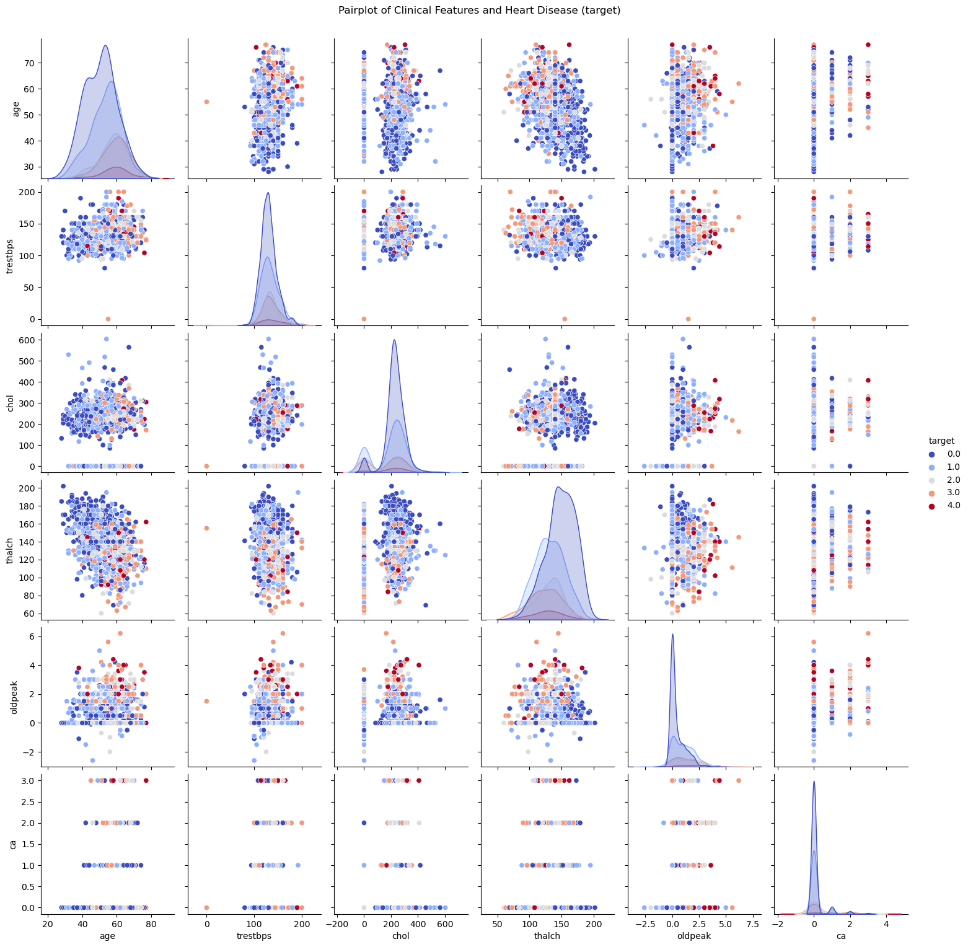 Pairplot of Clinical Features and Heart Disease (target)
70
60
50
40
30
age
200
150
100
50
0
trestbps
600
500
400
300
200
100
0
chol
target
0.0
1.0
2.0
3.0
4.0
200
180
160
140
120
100
80
60
thalch
6
4
2
0
−2
oldpeak
3.0
2.5
2.0
1.5
1.0
0.5
0.0
ca
20 40 60 80
0 100 200
−200 0 200 400 600
50 100 150 200
−2.5 0.0 2.5 5.0 7.5
−2 0 2 4
age trestbps chol thalch oldpeak ca